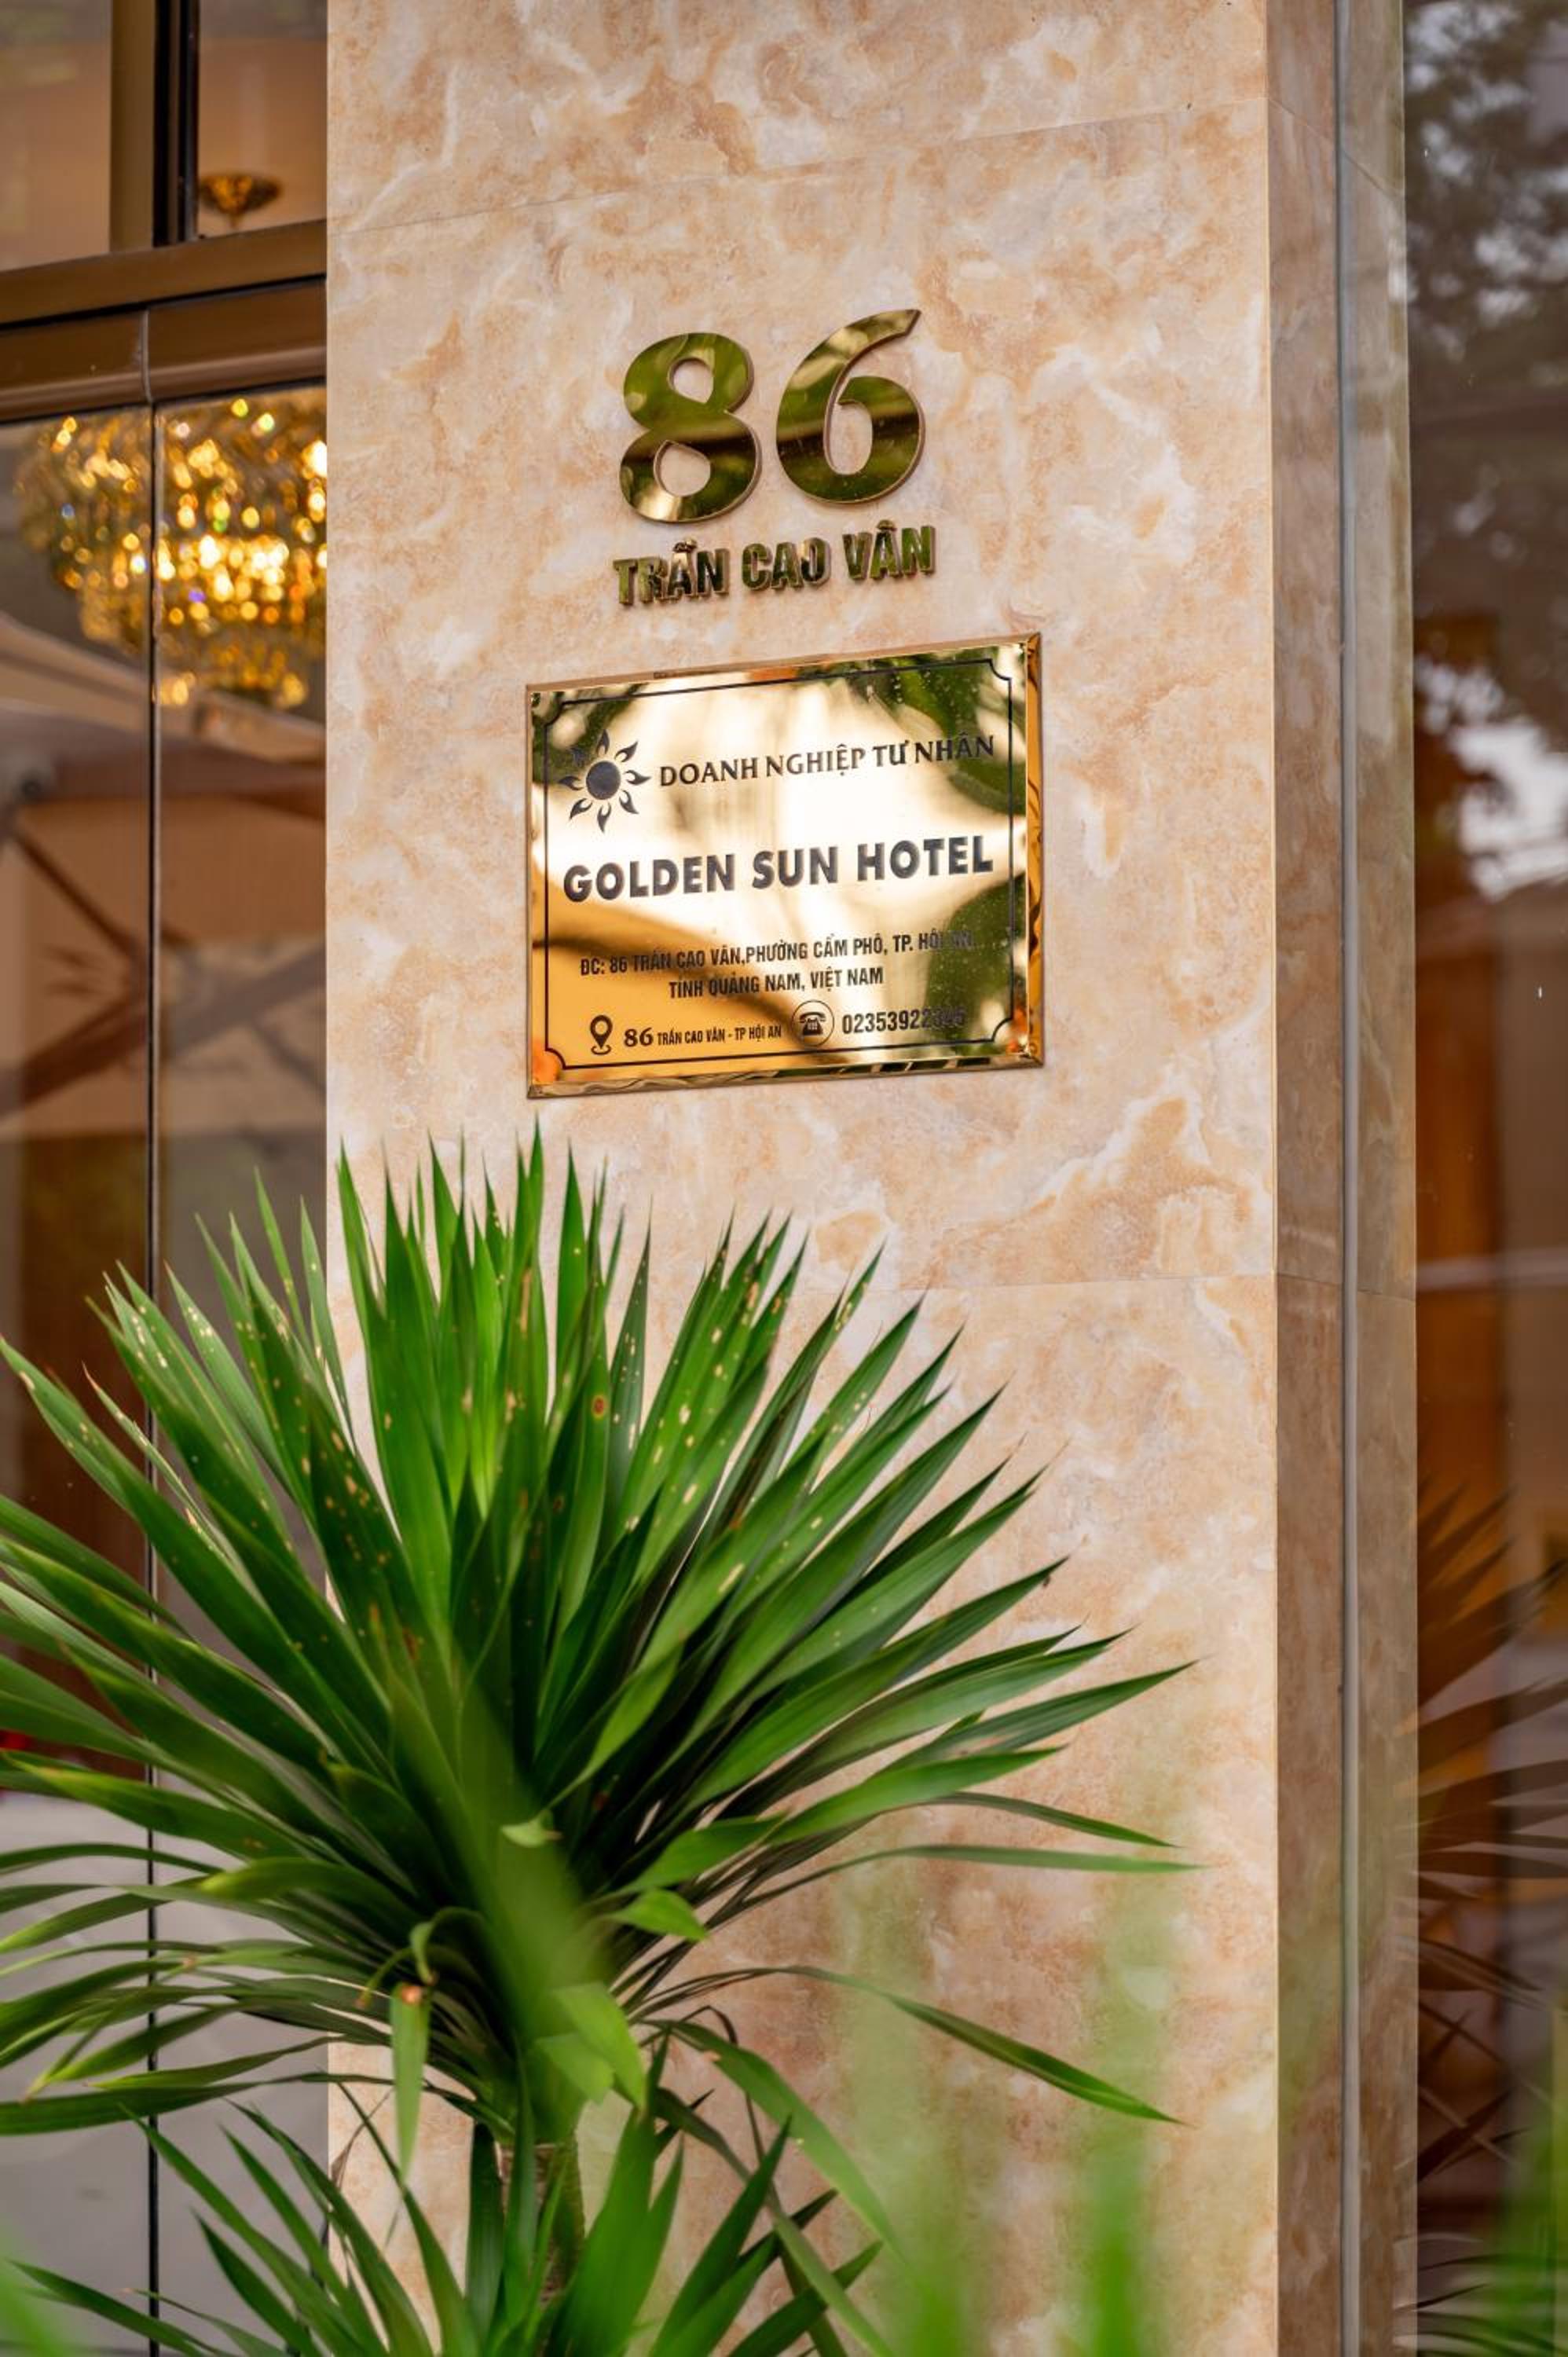 86
TRẦN CAO VÂN
DOANH NGHIỆP TƯ NHÂN
GOLDEN SUN HOTEL
ĐC: 86 TRẦN CAO VÂN,PHƯỜNG CẨM PHÔ, TP. HỘI AN,
TỈNH QUẢNG NAM, VIỆT NAM
86 TRẦN CAO VÂN - TP HỘI AN